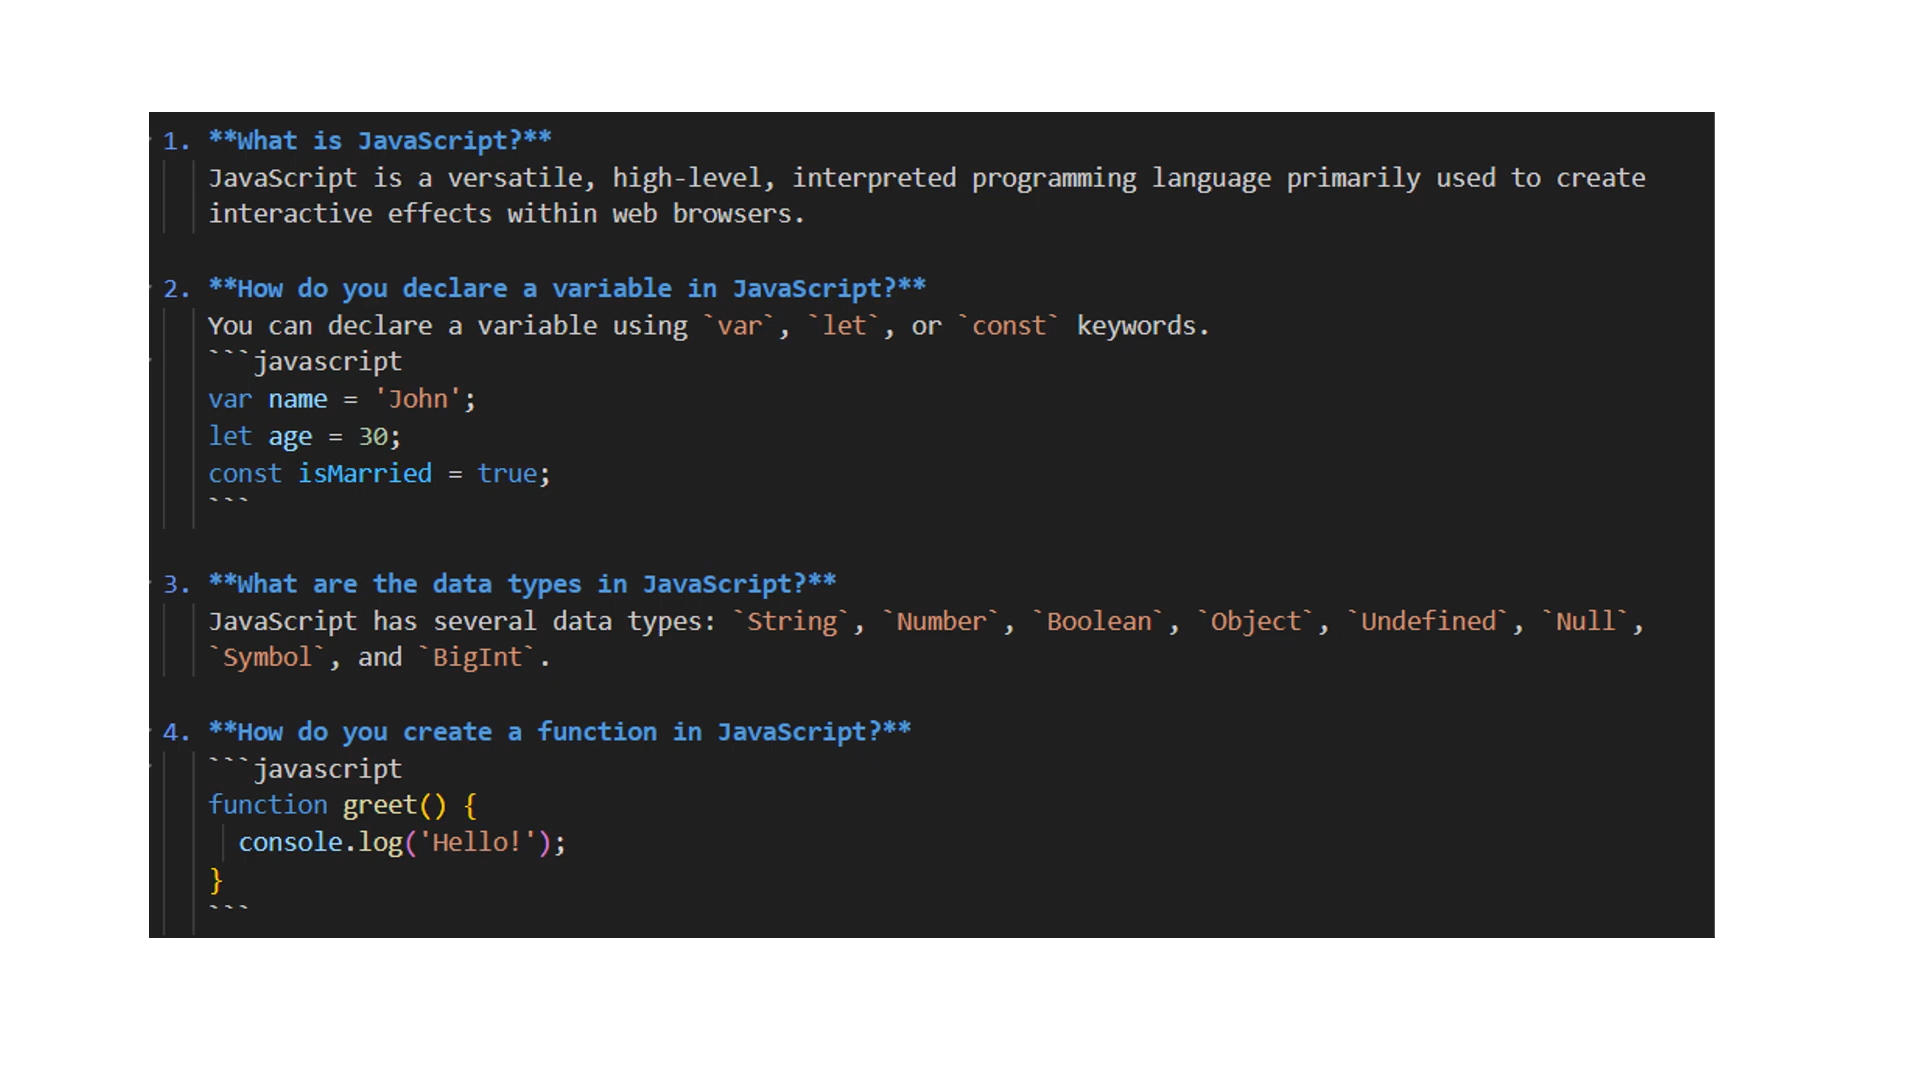 1. **What is JavaScript?**
JavaScript is a versatile, high-level, interpreted programming language primarily used to create
interactive effects within web browsers.
2. **How do you declare a variable in JavaScript?**
You can declare a variable using `var`, `let`, or `const` keywords.
```javascript
var name = 'John';
let age = 30;
const isMarried = true;
```
3. **What are the data types in JavaScript?**
JavaScript has several data types: `String`, `Number`, `Boolean`, `Object`, `Undefined`, `Null`,
`Symbol`, and `BigInt`.
4. **How do you create a function in JavaScript?**
```javascript
function greet() {
  console.log('Hello!');
}
```